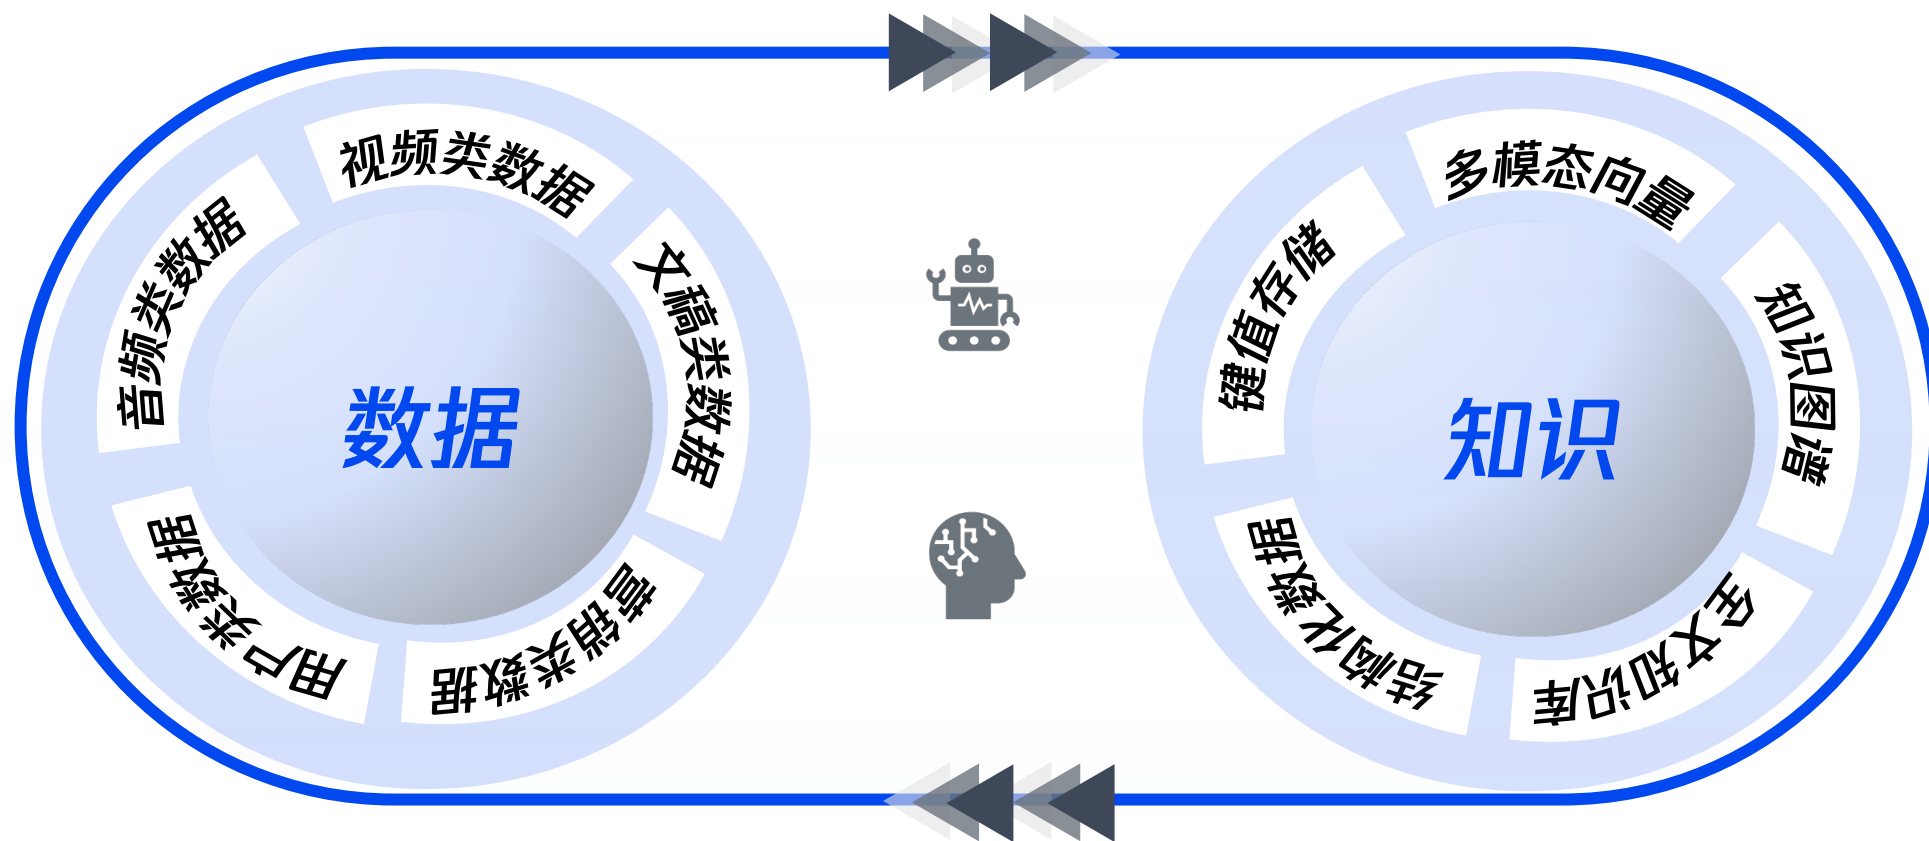 视频类数据
文稿类数据
营销类数据
用户类数据
音频类数据
数据
多模态向量
知识图谱
全文知识库
结构化数据
键值存储
知识